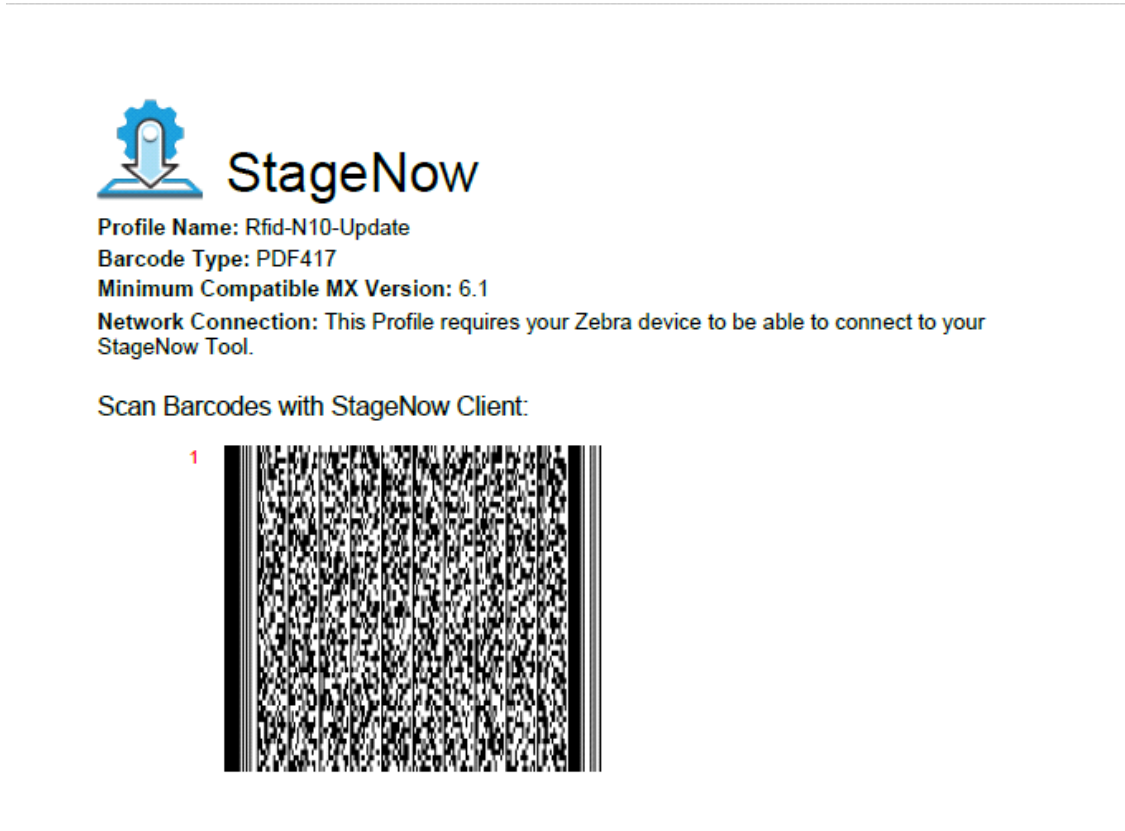 StageNow
Profile Name: Rfid-N10-Update
Barcode Type: PDF417
Minimum Compatible MX Version: 6.1
Network Connection: This Profile requires your Zebra device to be able to connect to your
StageNow Tool.
Scan Barcodes with StageNow Client:
1